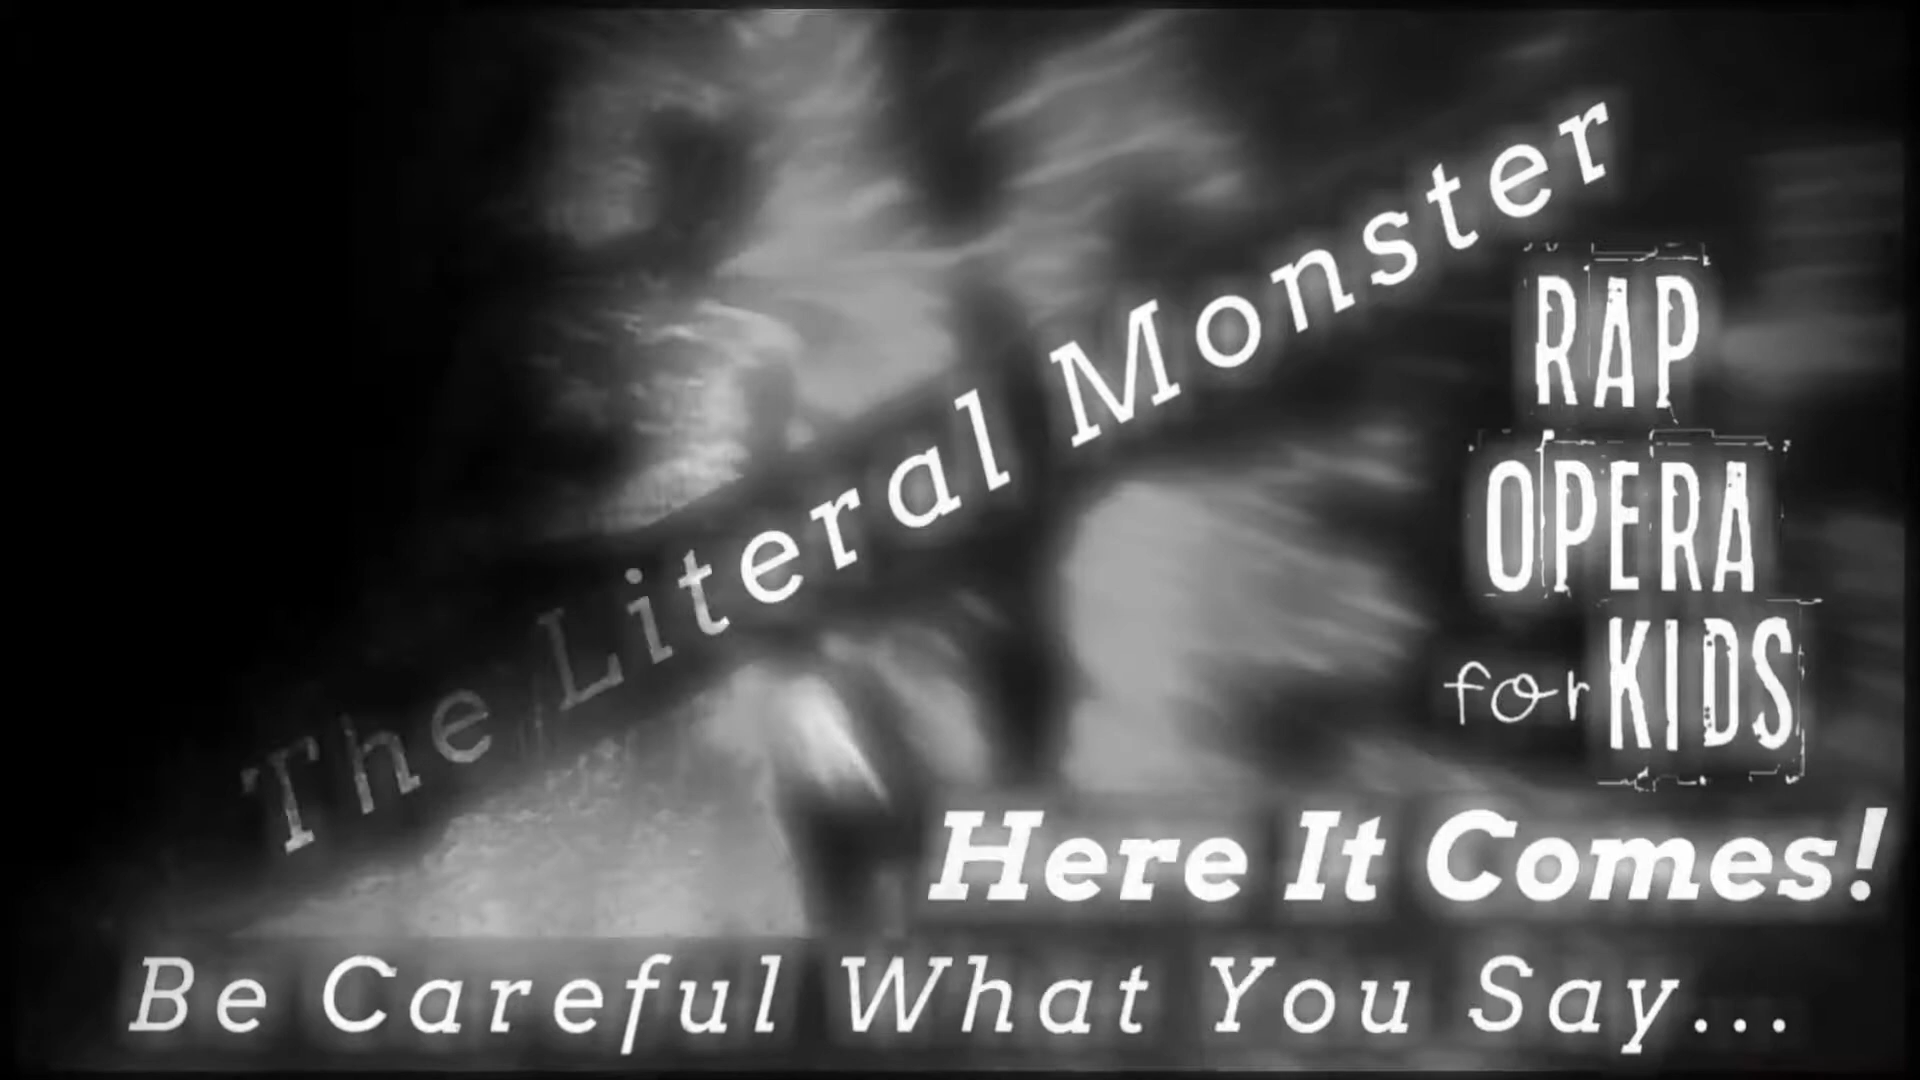 The Literal Monster
RAP
OPERA
for KIDS
Here It Comes!
Be Careful What You Say...